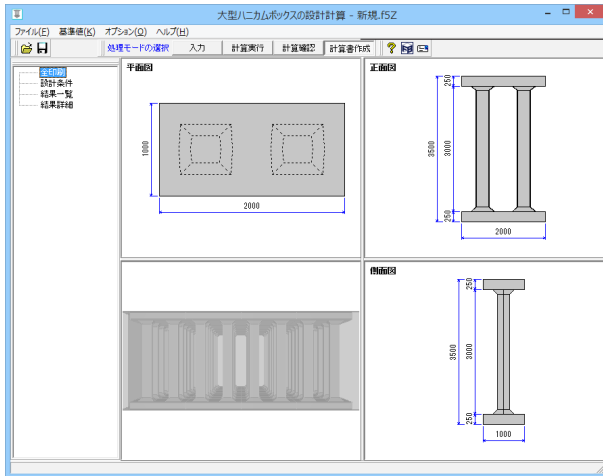 大型ハニカムボックスの設計計算 - 新規.f5Z
ファイル(F) 基準値(K) オプション(O) ヘルプ(H)
処理モードの選択 入力 計算実行 計算確認 計算書作成
全印刷
設計条件
結果一覧
結果詳細
平面図
1000
2000
正面図
250
3500
3000
250
2000
側面図
250
3500
3000
250
1000